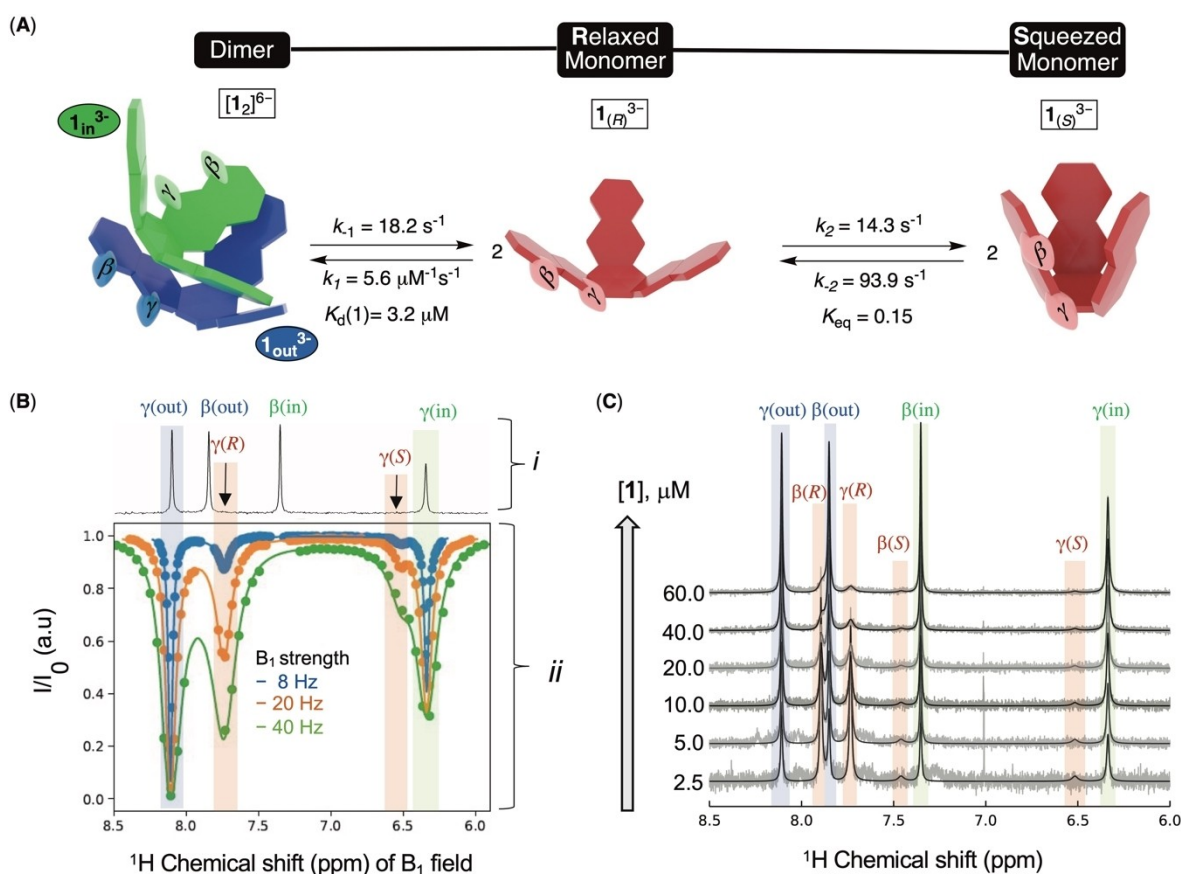 (A)
Dimer
Relaxed
Monomer
Squeezed
Monomer
[1₂]⁶⁻
1(R)³⁻
1(S)³⁻
1in³⁻
γ
β
β
γ
1out³⁻
k-1 = 18.2 s⁻¹
k1 = 5.6 μM⁻¹s⁻¹
Kd(1)= 3.2 μM
2
β
γ
k2 = 14.3 s⁻¹
k-2 = 93.9 s⁻¹
Keq = 0.15
2
β
γ
(B)
γ(out) β(out) β(in) γ(in)
γ(R) γ(S)
i
1.0
0.8
0.6
0.4
0.2
0.0
I/I₀ (a.u)
B₁ strength
- 8 Hz
- 20 Hz
- 40 Hz
ii
8.5 8.0 7.5 7.0 6.5 6.0
¹H Chemical shift (ppm) of B₁ field
(C)
γ(out) β(out) β(in) γ(in)
[1], μM
β(R) γ(R)
β(S) γ(S)
60.0
40.0
20.0
10.0
5.0
2.5
8.5 8.0 7.5 7.0 6.5 6.0
¹H Chemical shift (ppm)